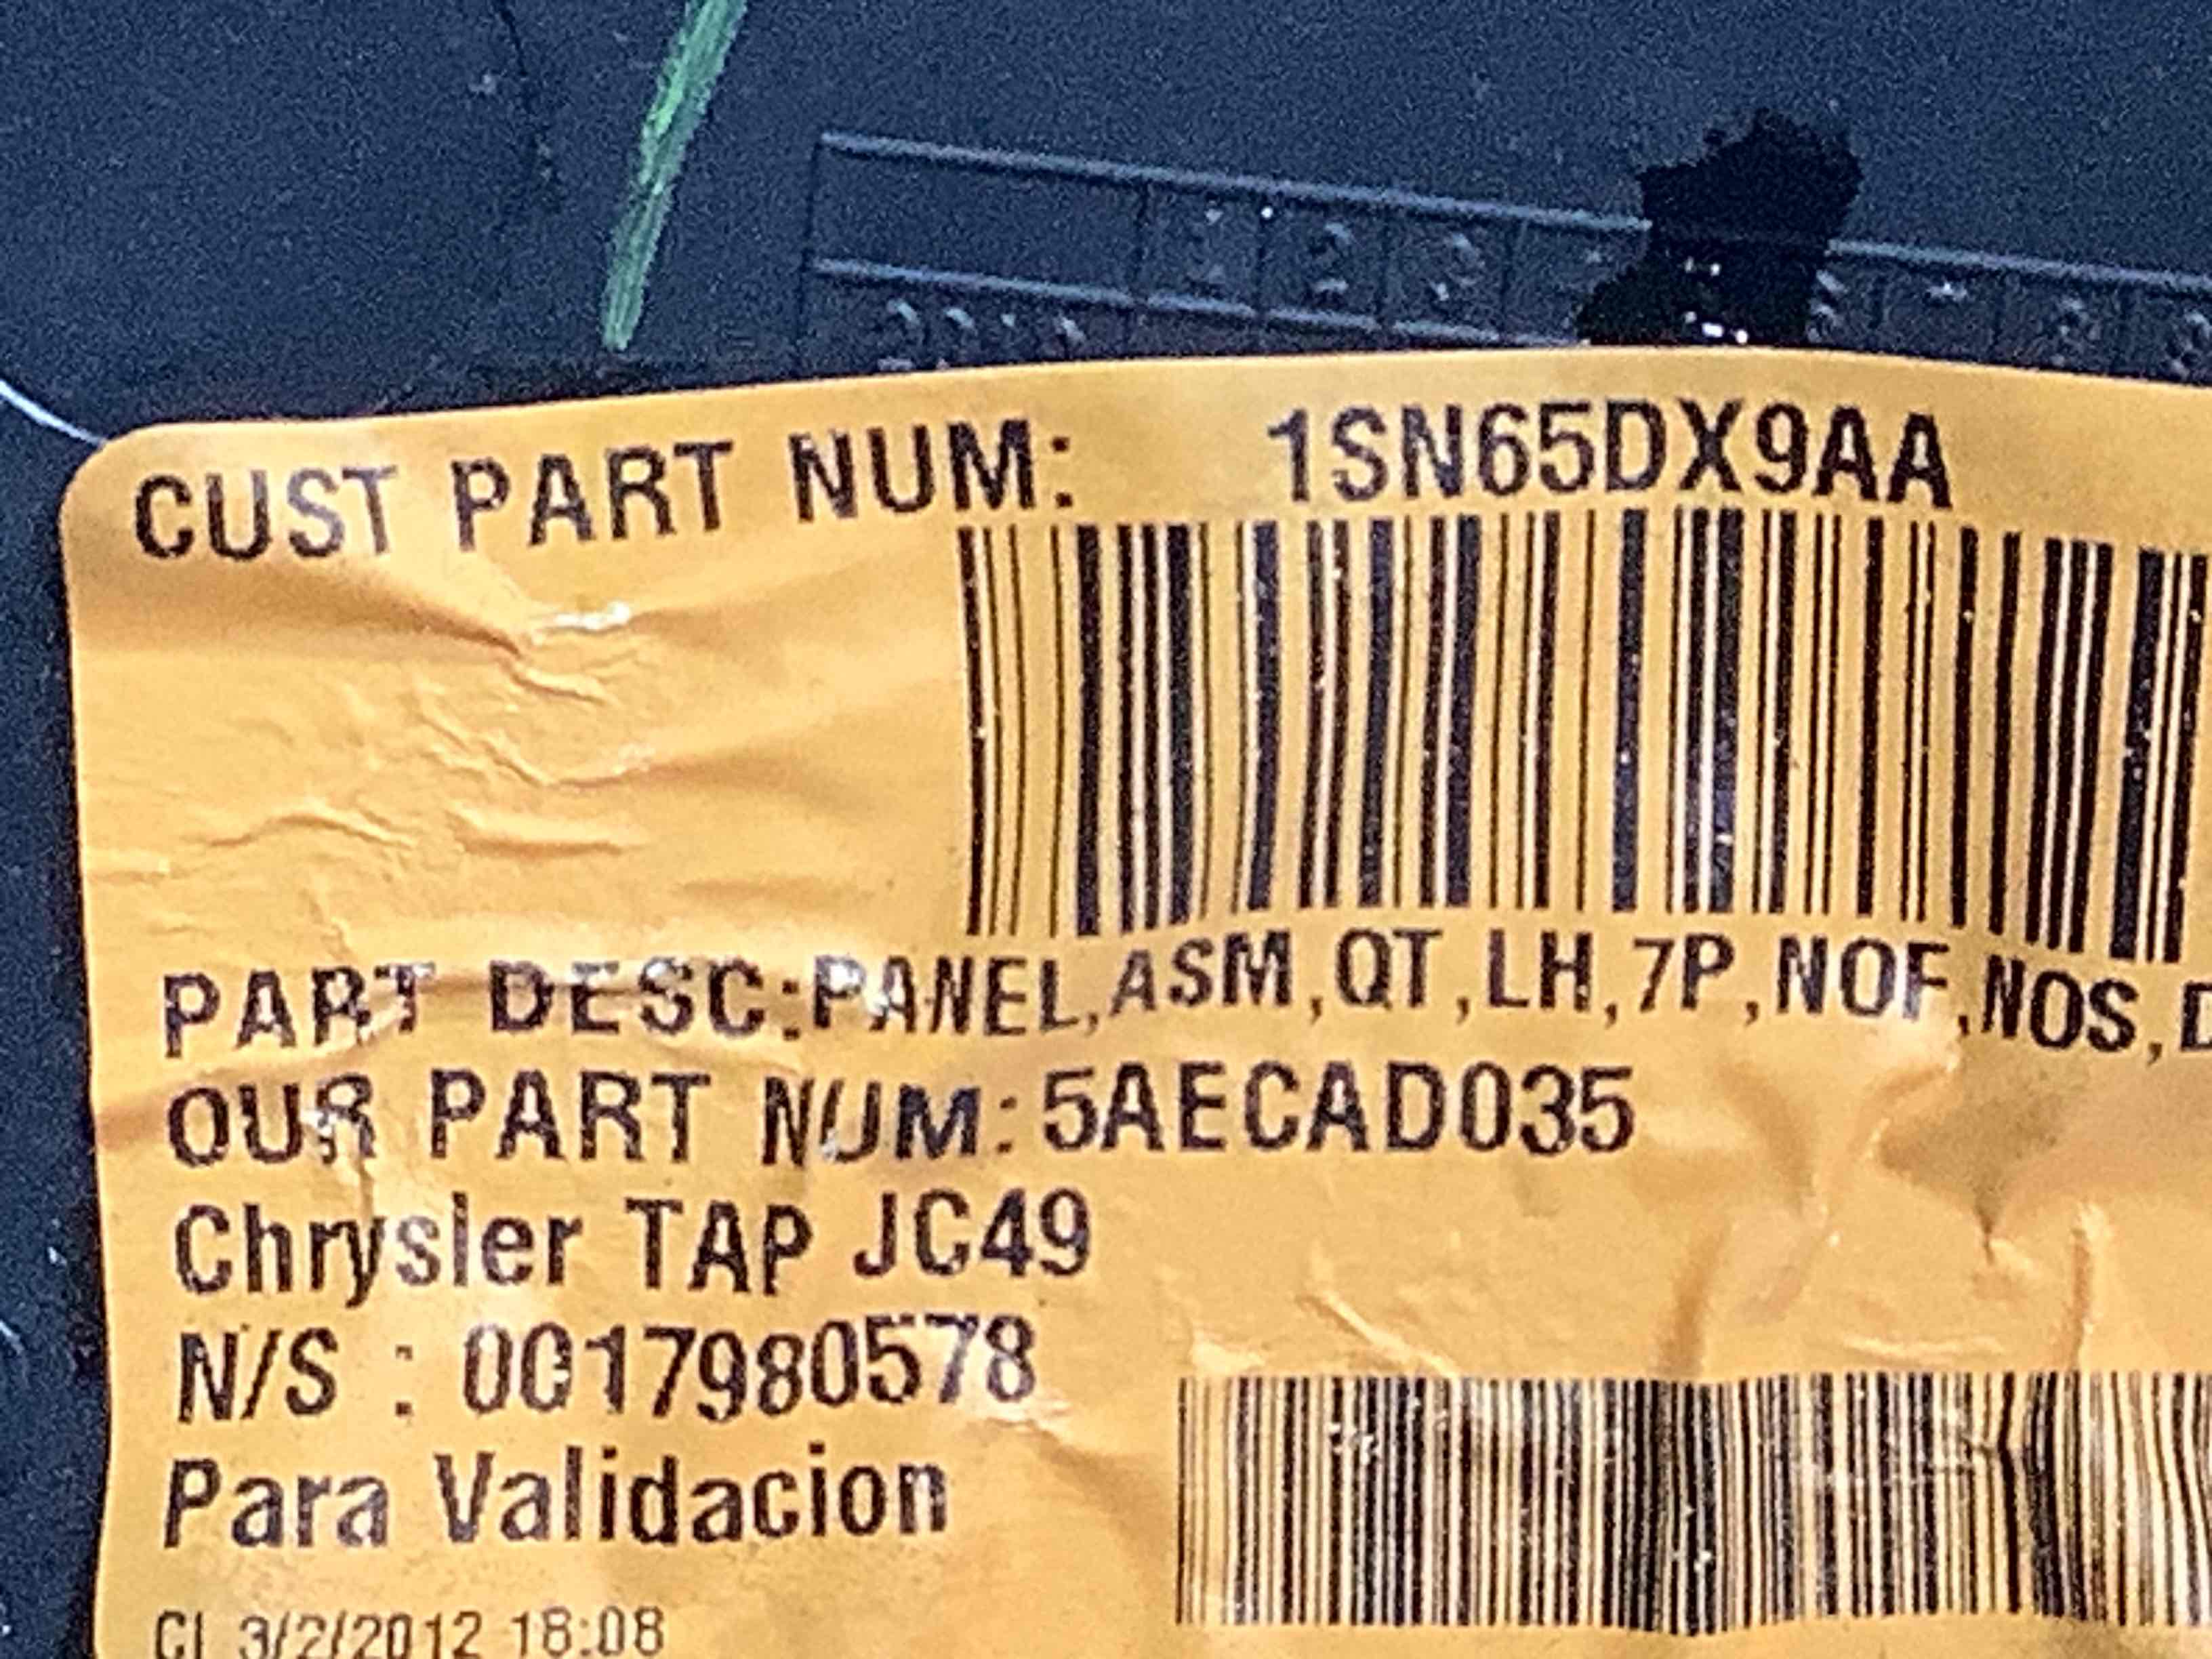 CUST PART NUM: 1SN65DX9AA
PART DESC:PANEL,ASM,QT,LH,7P,NOF,NOS,
OUR PART NUM:5AECAD035
Chrysler TAP JC49
N/S : 0017980578
Para Validacion
CI 3/2/2012 18:08